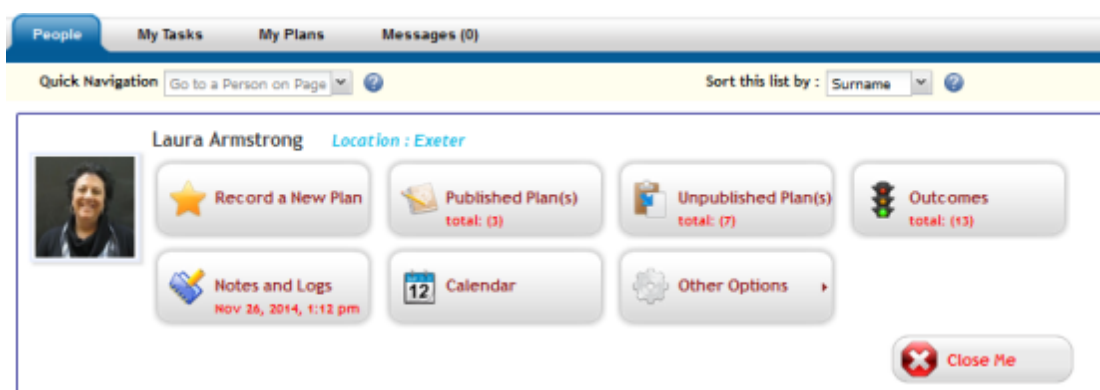 People My Tasks My Plans Messages (0)
Quick Navigation Go to a Person on Page Sort this list by : Surname
Laura Armstrong Location : Exeter
Record a New Plan
Published Plan(s)
total: (3)
Unpublished Plan(s)
total: (7)
Outcomes
total: (13)
Notes and Logs
Nov 26, 2014, 1:12 pm
12
Calendar
Other Options
Close Me